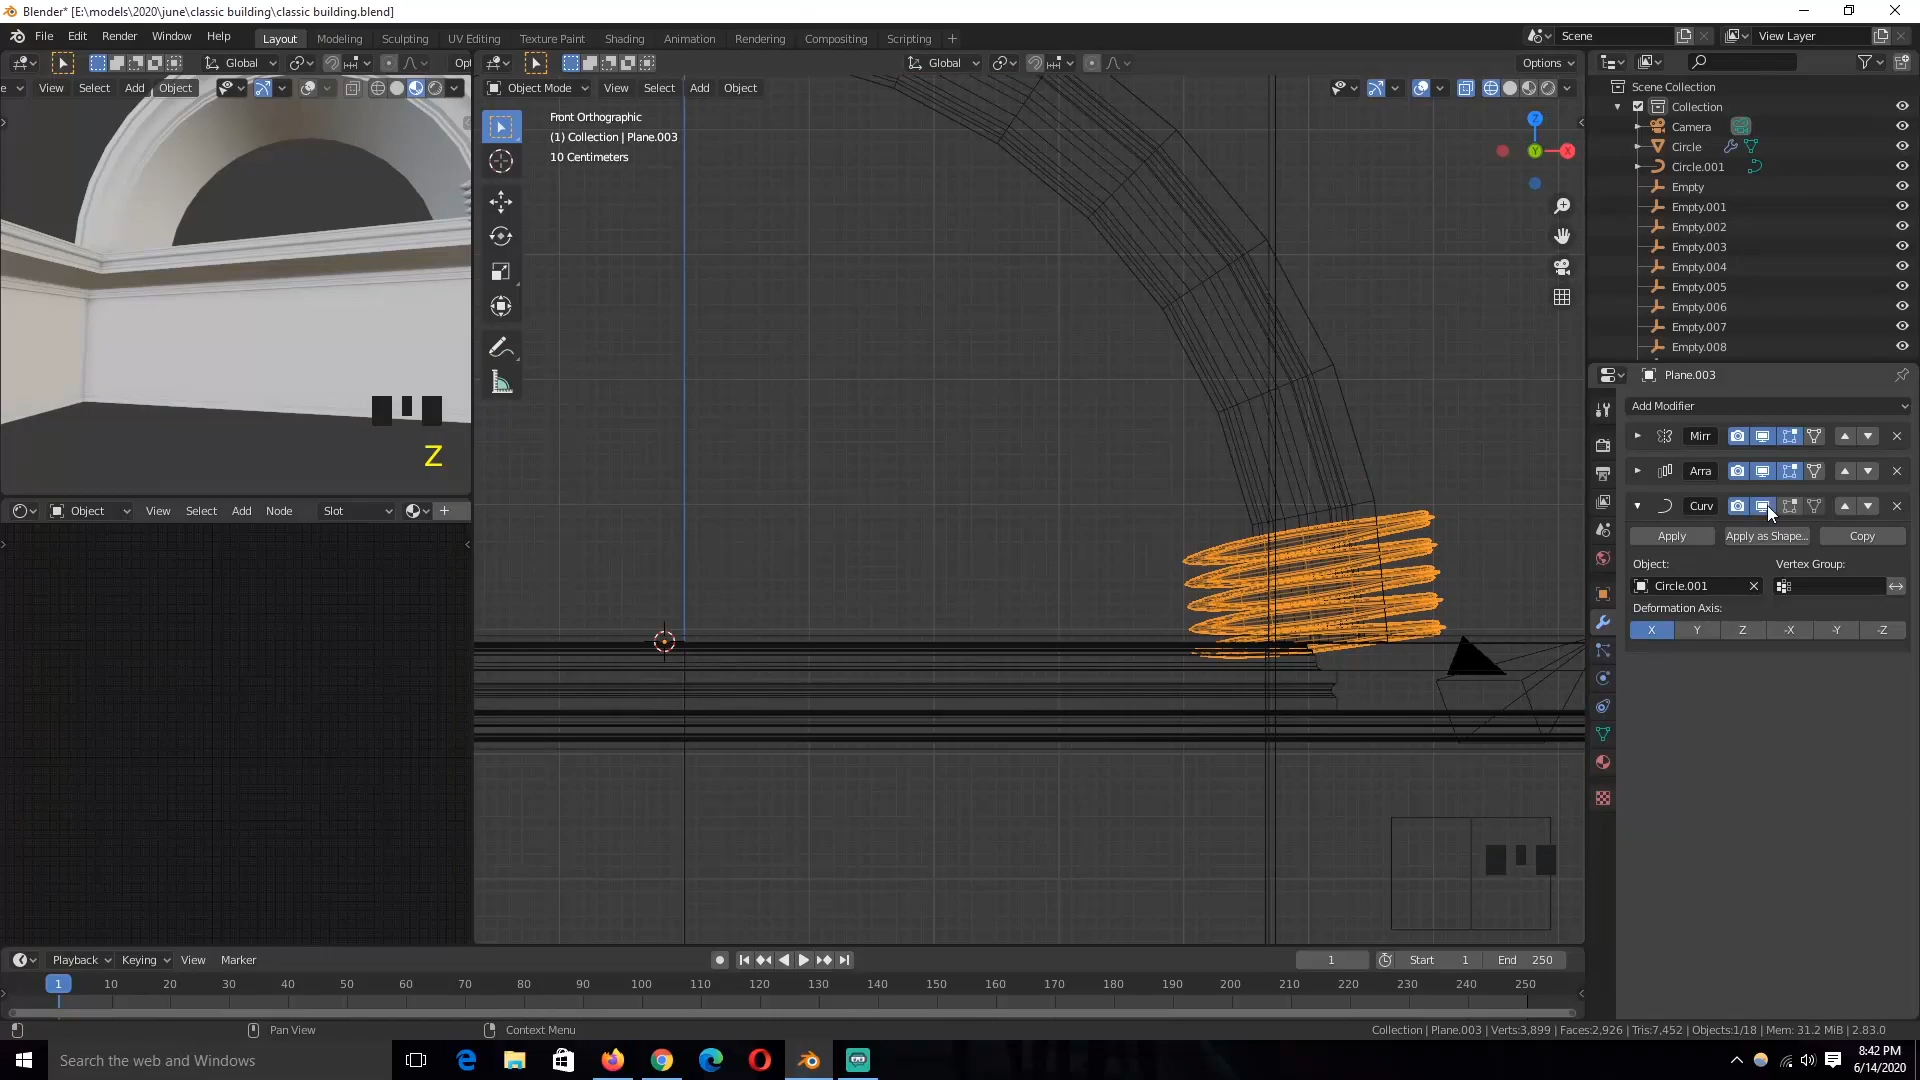 Blender* [E:\models\2020\june\classic building\classic building.blend]
File Edit Render Window Help Layout Modeling Sculpting UV Editing Texture Paint Shading Animation Rendering Compositing Scripting Scene View Layer
Global Opt Global Options
e View Select Add Object Object Mode View Select Add Object
Front Orthographic
(1) Collection | Plane.003
10 Centimeters
Z
X
Y
Z
Object View Select Add Node Slot
Scene Collection
Collection
Camera
Circle
Circle.001
Empty
Empty.001
Empty.002
Empty.003
Empty.004
Empty.005
Empty.006
Empty.007
Empty.008
Plane.003
Add Modifier
Mirr
Arra
Curv
Apply Apply as Shape... Copy
Object: Vertex Group:
Circle.001
Deformation Axis:
X Y Z -X -Y -Z
Playback Keying View Marker 1 Start 1 End 250
1 10 20 30 40 50 60 70 80 90 100 110 120 130 140 150 160 170 180 190 200 210 220 230 240 250
Pan View Context Menu Collection | Plane.003 | Verts:3,899 | Faces:2,926 | Tris:7,452 | Objects:1/18 | Mem: 31.2 MiB | 2.83.0
Search the web and Windows
8:42 PM
6/14/2020